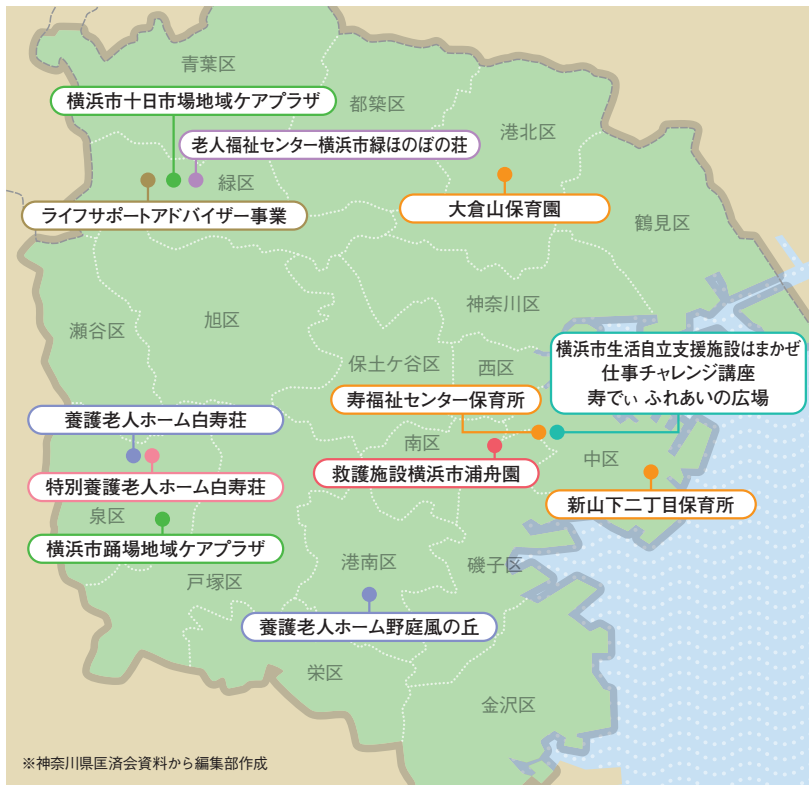 青葉区
横浜市十日市場地域ケアプラザ
都筑区
港北区
老人福祉センター横浜市緑ほのぼの荘
緑区
ライフサポートアドバイザー事業
大倉山保育園
鶴見区
神奈川区
瀬谷区
旭区
保土ケ谷区
西区
横浜市生活自立支援施設はまかぜ
仕事チャレンジ講座
寿でぃ ふれあいの広場
寿福祉センター保育所
養護老人ホーム白寿荘
南区
中区
救護施設横浜市浦舟園
特別養護老人ホーム白寿荘
新山下二丁目保育所
泉区
横浜市踊場地域ケアプラザ
港南区
磯子区
戸塚区
養護老人ホーム野庭風の丘
栄区
金沢区
※神奈川県匡済会資料から編集部作成